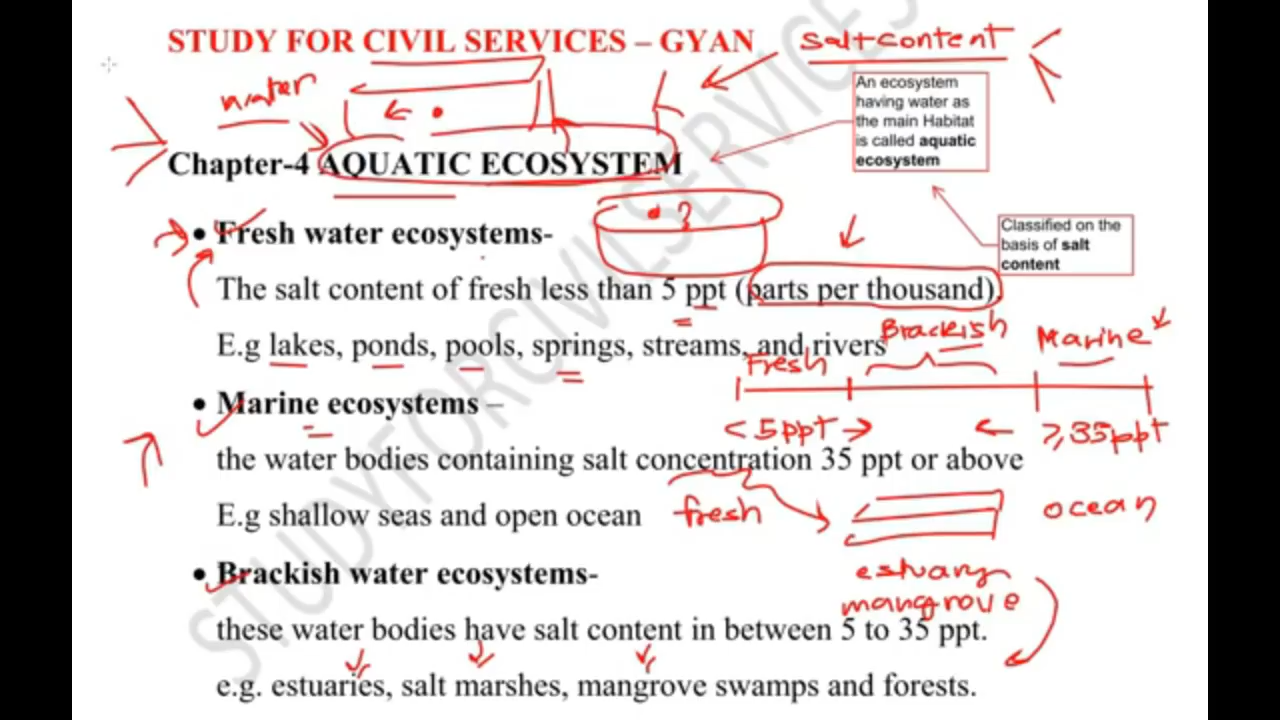 STUDY FOR CIVIL SERVICES – GYAN
salt content
water
An ecosystem
having water as
the main Habitat
is called aquatic
ecosystem
Chapter-4 AQUATIC ECOSYSTEM
• Fresh water ecosystems-
Classified on the
basis of salt
content
The salt content of fresh less than 5 ppt (parts per thousand).
E.g lakes, ponds, pools, springs, streams, and rivers
Fresh Brackish Marine
• Marine ecosystems –
< 5 ppt ≥ 35 ppt
the water bodies containing salt concentration 35 ppt or above
E.g shallow seas and open ocean
fresh ocean
• Brackish water ecosystems-
estuary
mangrove
these water bodies have salt content in between 5 to 35 ppt.
e.g. estuaries, salt marshes, mangrove swamps and forests.
STUDYFORCIVILSERVICES